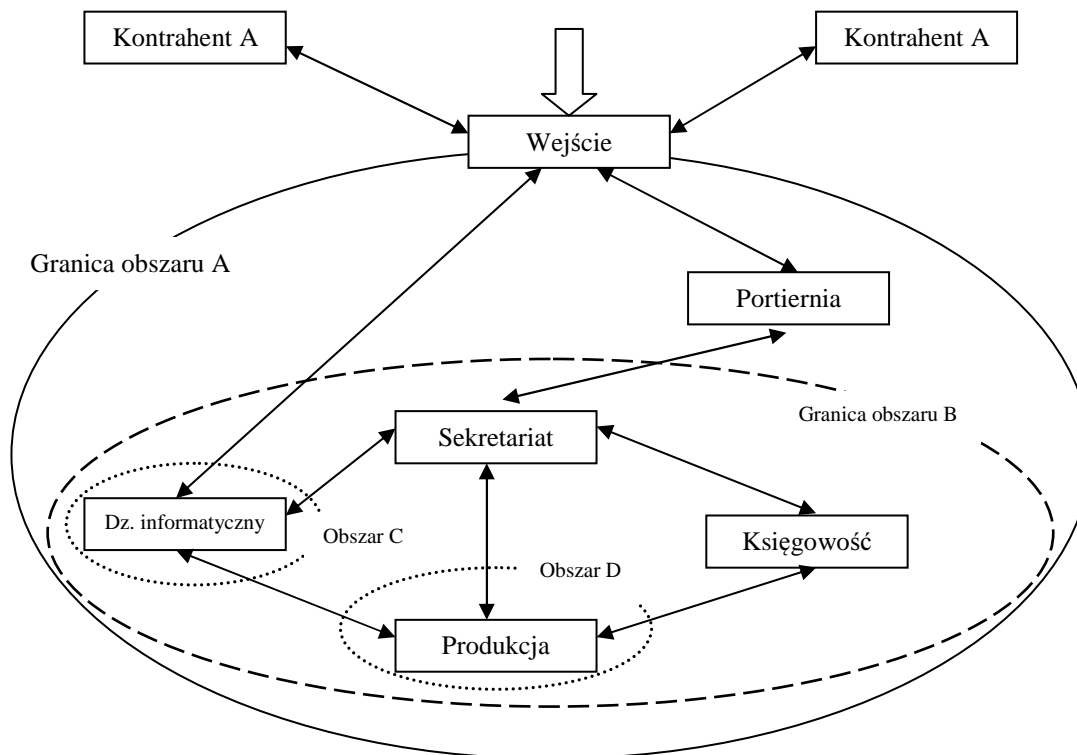 Kontrahent A
Kontrahent A
Wejście
Granica obszaru A
Portiernia
Granica obszaru B
Sekretariat
Dz. informatyczny
Obszar C
Księgowość
Obszar D
Produkcja